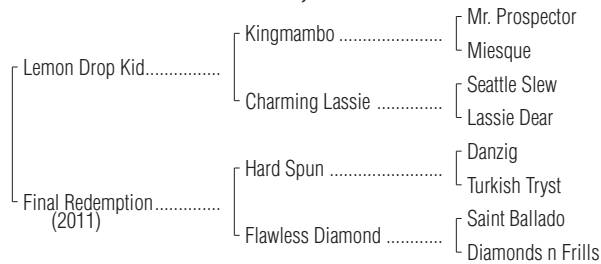 Mr. Prospector
Kingmambo ......................
Miesque
Lemon Drop Kid................
Seattle Slew
Charming Lassie ..............
Lassie Dear
Danzig
Hard Spun ........................
Turkish Tryst
Final Redemption..............
(2011)
Saint Ballado
Flawless Diamond ............
Diamonds n Frills